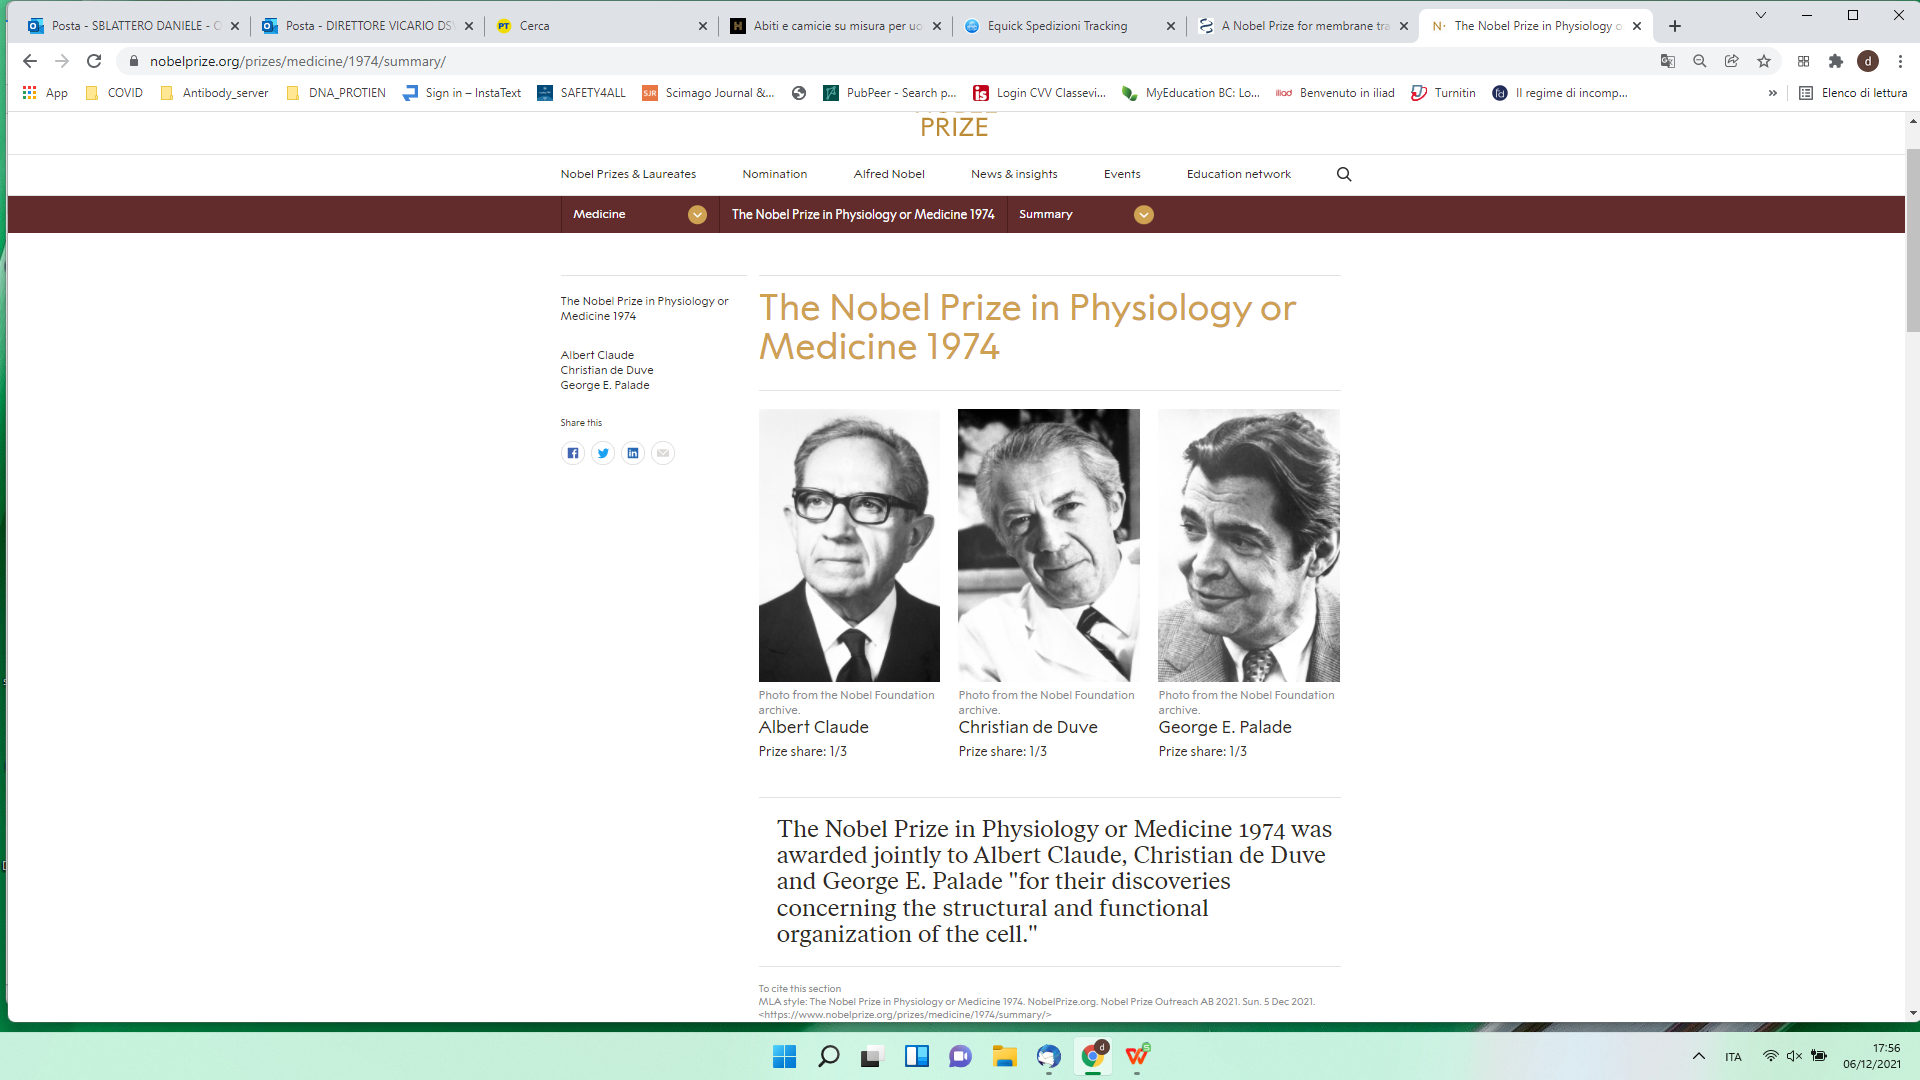 Posta - SBLATTERO DANIELE - O
Posta - DIRETTORE VICARIO DSV
Cerca
Abiti e camicie su misura per uo
Equick Spedizioni Tracking
A Nobel Prize for membrane tra
The Nobel Prize in Physiology o
nobelprize.org/prizes/medicine/1974/summary/
d
App
COVID
Antibody_server
DNA_PROTIEN
Sign in – InstaText
SAFETY4ALL
Scimago Journal &...
PubPeer - Search p...
Login CVV Classevi...
MyEducation BC: Lo...
Benvenuto in iliad
Turnitin
Il regime di incomp...
»
Elenco di lettura
PRIZE
Nobel Prizes & Laureates
Nomination
Alfred Nobel
News & insights
Events
Education network
Medicine
The Nobel Prize in Physiology or Medicine 1974
Summary
The Nobel Prize in Physiology or
Medicine 1974
Albert Claude
Christian de Duve
George E. Palade
Share this
The Nobel Prize in Physiology or
Medicine 1974
Photo from the Nobel Foundation
archive.
Albert Claude
Prize share: 1/3
Photo from the Nobel Foundation
archive.
Christian de Duve
Prize share: 1/3
Photo from the Nobel Foundation
archive.
George E. Palade
Prize share: 1/3
The Nobel Prize in Physiology or Medicine 1974 was
awarded jointly to Albert Claude, Christian de Duve
and George E. Palade "for their discoveries
concerning the structural and functional
organization of the cell."
To cite this section
MLA style: The Nobel Prize in Physiology or Medicine 1974. NobelPrize.org. Nobel Prize Outreach AB 2021. Sun. 5 Dec 2021.
<https://www.nobelprize.org/prizes/medicine/1974/summary/>
ITA
17:56
06/12/2021